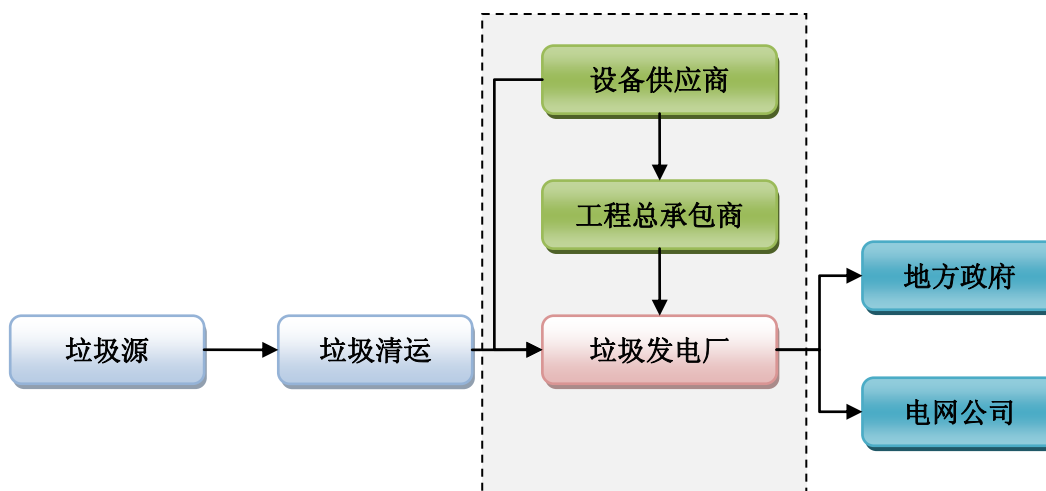 设备供应商
工程总承包商
地方政府
垃圾源
垃圾清运
垃圾发电厂
电网公司